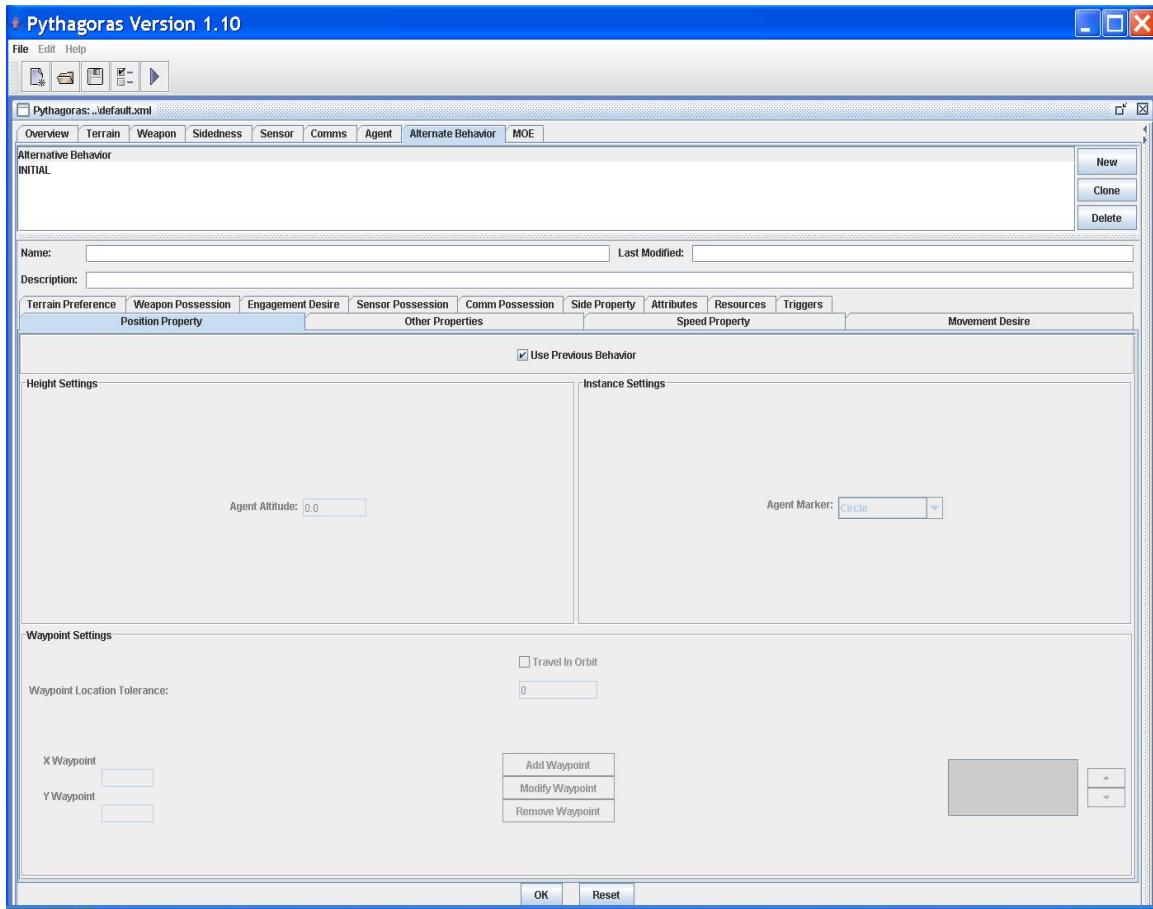 Pythagoras Version 1.10
File Edit Help
Pythagoras: ..\default.xml
Overview Terrain Weapon Sidedness Sensor Comms Agent Alternate Behavior MOE
Alternative Behavior
INITIAL
New
Clone
Delete
Name: Last Modified:
Description:
Terrain Preference Weapon Possession Engagement Desire Sensor Possession Comm Possession Side Property Attributes Resources Triggers
Position Property Other Properties Speed Property Movement Desire
Use Previous Behavior
Height Settings Instance Settings
Agent Altitude: 0.0 Agent Marker: Circle
Waypoint Settings
Travel In Orbit
Waypoint Location Tolerance: 0
X Waypoint
Y Waypoint
Add Waypoint
Modify Waypoint
Remove Waypoint
OK Reset